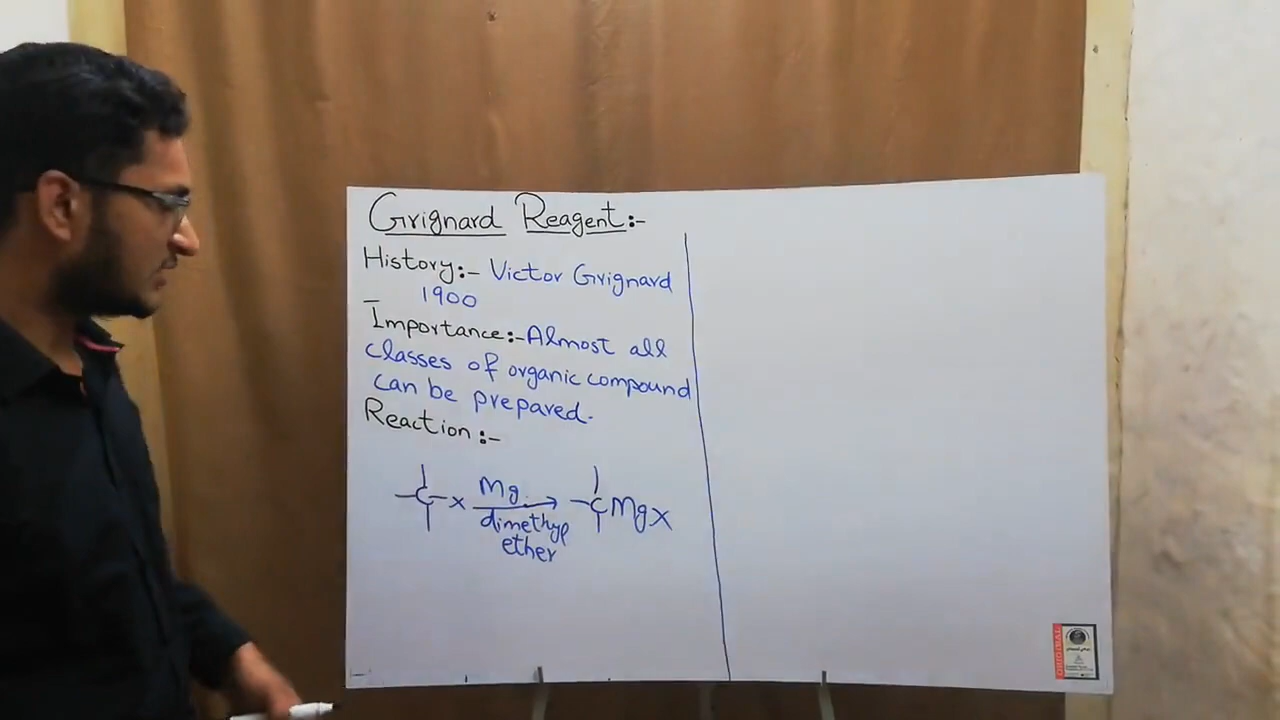 Grignard Reagent:-
History:- Victor Grignard
1900
Importance:- Almost all
classes of organic compound
can be prepared.
Reaction:-
-C-x Mg → -C Mgx
dimethyl
ether
ORIGINAL